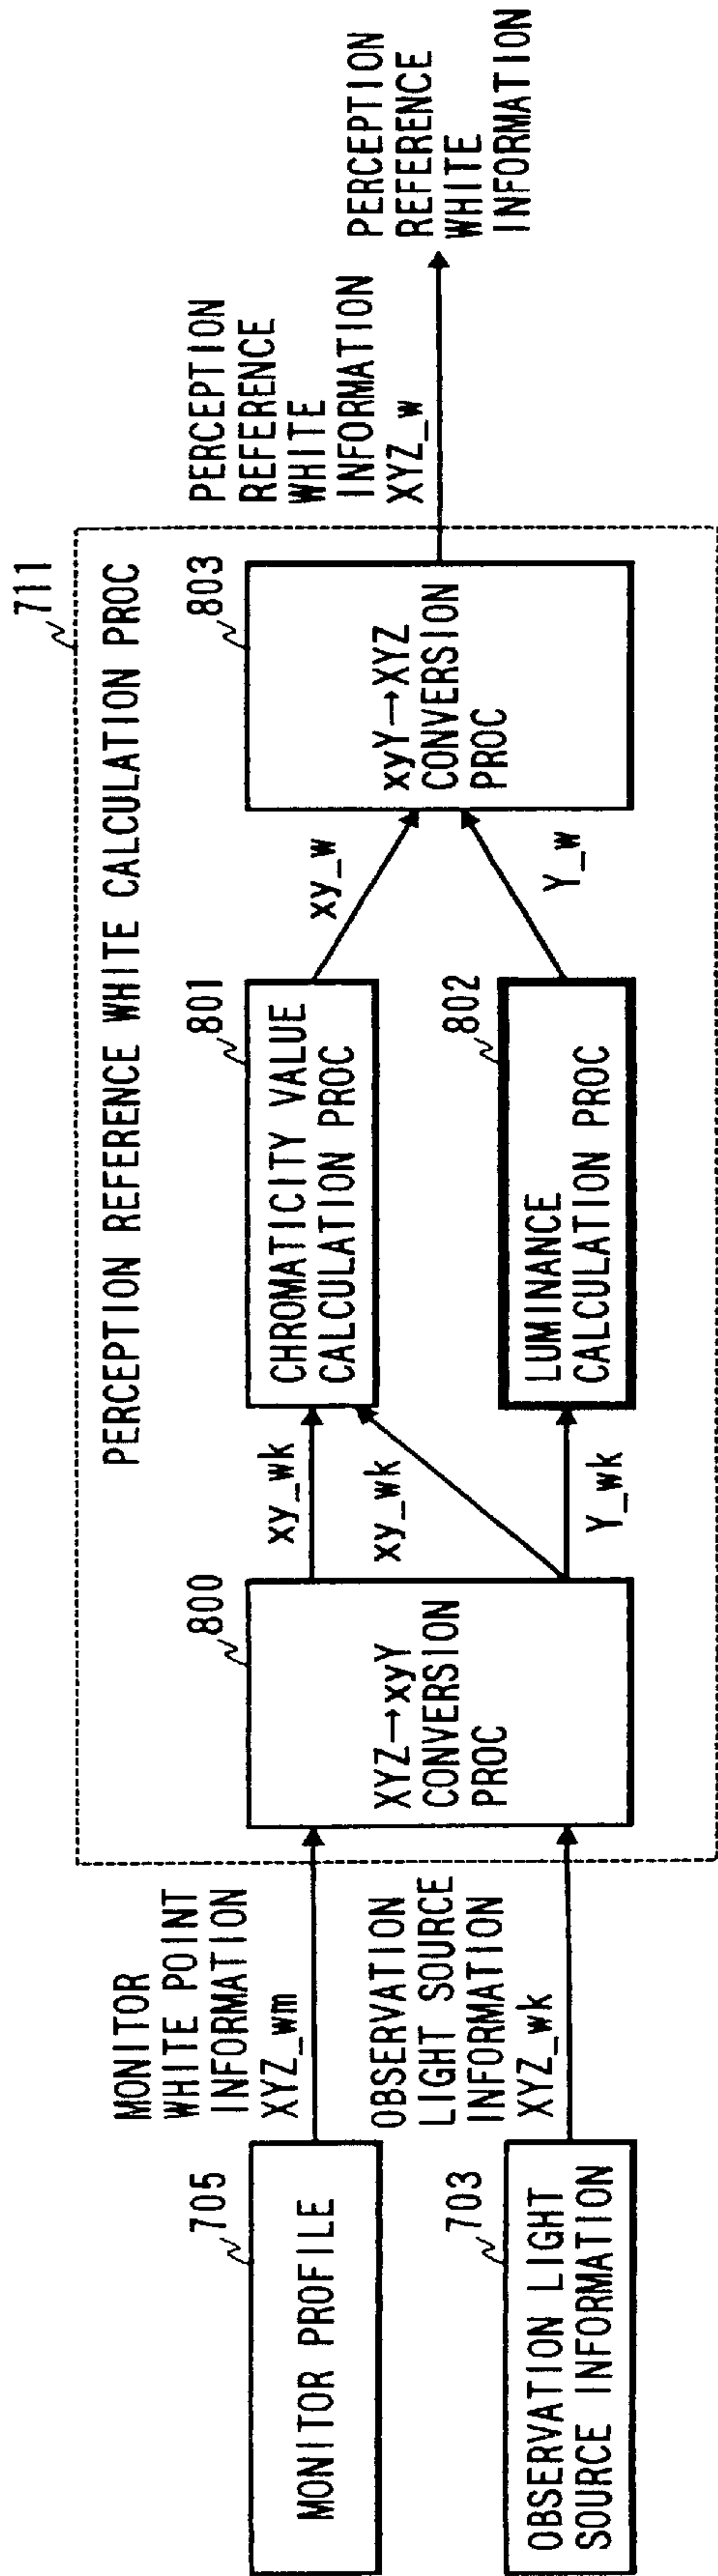 711
PERCEPTION REFERENCE WHITE CALCULATION PROC
705
MONITOR PROFILE
MONITOR
WHITE POINT
INFORMATION
XYZ_wm
703
OBSERVATION LIGHT
SOURCE INFORMATION
OBSERVATION
LIGHT SOURCE
INFORMATION
XYZ_wk
800
XYZ→xyY
CONVERSION
PROC
xy_wk
xy_wk
Y_wk
801
CHROMATICITY VALUE
CALCULATION PROC
802
LUMINANCE
CALCULATION PROC
xy_w
Y_w
803
xyY→XYZ
CONVERSION
PROC
PERCEPTION
REFERENCE
WHITE
INFORMATION
XYZ_w
PERCEPTION
REFERENCE
WHITE
INFORMATION